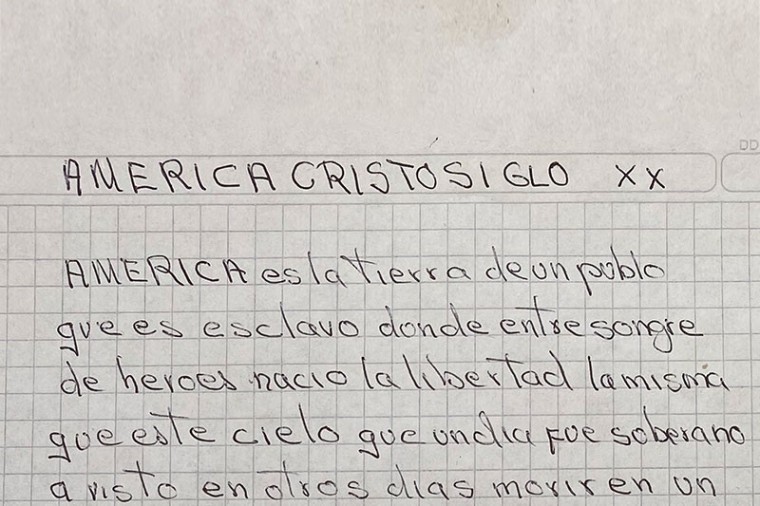 AMERICA CRISTO SIGLO XX
AMERICA es la tierra de un poblo
que es esclavo donde entre songre
de heroes nacio la libertad la misma
que este cielo que un dia fue soberano
a visto en otros dias morir en un